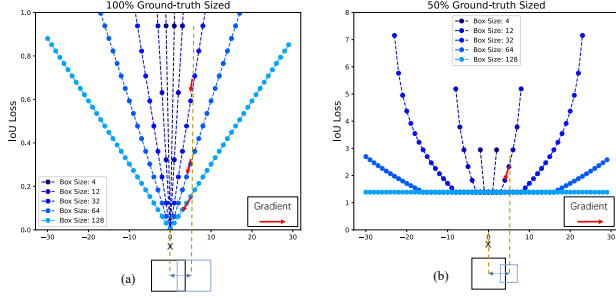 100% Ground-truth Sized
IoU Loss
1.0
0.8
0.6
0.4
0.2
0.0
Box Size: 4
Box Size: 12
Box Size: 32
Box Size: 64
Box Size: 128
Gradient
−30
−20
−10
0
10
20
30
X
(a)
50% Ground-truth Sized
IoU Loss
8
7
6
5
4
3
2
1
0
Box Size: 4
Box Size: 12
Box Size: 32
Box Size: 64
Box Size: 128
Gradient
−30
−20
−10
0
10
20
30
X
(b)